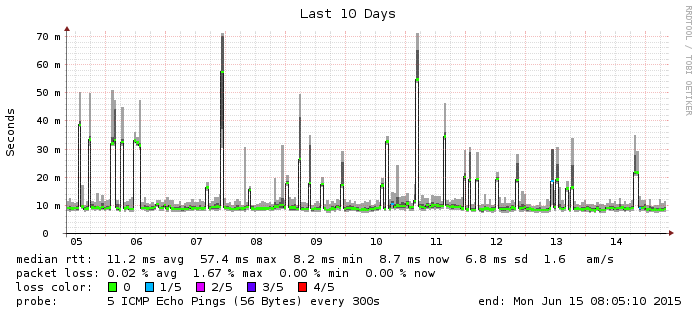 Last 10 Days
RRDTOOL / TOBI OETIKER
Seconds
70 m
60 m
50 m
40 m
30 m
20 m
10 m
0
05 06 07 08 09 10 11 12 13 14
median rtt: 11.2 ms avg 57.4 ms max 8.2 ms min 8.7 ms now 6.8 ms sd 1.6 am/s
packet loss: 0.02 % avg 1.67 % max 0.00 % min 0.00 % now
loss color: 0 1/5 2/5 3/5 4/5
probe: 5 ICMP Echo Pings (56 Bytes) every 300s end: Mon Jun 15 08:05:10 2015